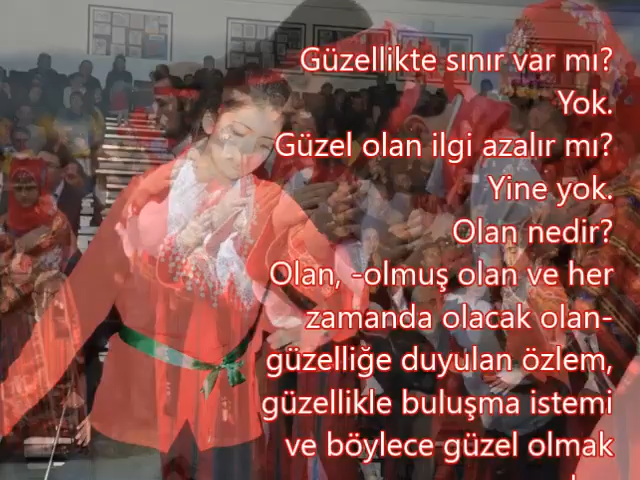 Güzellikte sınır var mı?
Yok.
Güzel olan ilgi azalır mı?
Yine yok.
Olan nedir?
Olan, -olmuş olan ve her
zamanda olacak olan-
güzelliğe duyulan özlem,
güzellikle buluşma istemi
ve böylece güzel olmak